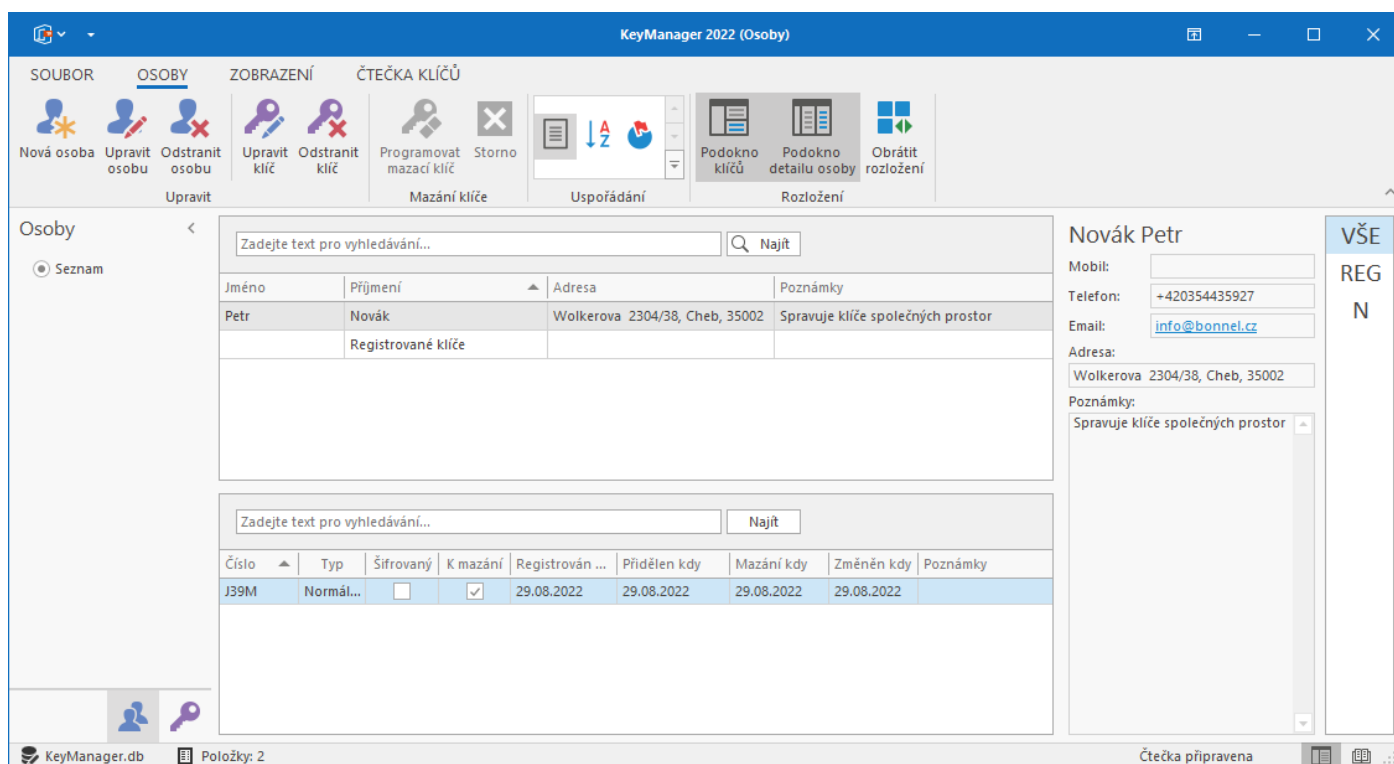 KeyManager 2022 (Osoby)
SOUBOR OSOBY ZOBRAZENÍ ČTEČKA KLÍČŮ
Nová osoba
Upravit osobu
Odstranit osobu
Upravit klíč
Odstranit klíč
Programovat mazací klíč
Storno
Podokno klíčů
Podokno detailu osoby
Obrátit rozložení
Upravit Mazání klíče Uspořádání Rozložení
Osoby
Seznam
Zadejte text pro vyhledávání... Najít
Jméno Příjmení Adresa Poznámky
Petr Novák Wolkerova 2304/38, Cheb, 35002 Spravuje klíče společných prostor
Registrované klíče
Zadejte text pro vyhledávání... Najít
Číslo Typ Šifrovaný K mazání Registrován ... Přidělen kdy Mazání kdy Změněn kdy Poznámky
J39M Normál... 29.08.2022 29.08.2022 29.08.2022 29.08.2022
Novák Petr
Mobil:
Telefon: +420354435927
Email: info@bonnel.cz
Adresa:
Wolkerova 2304/38, Cheb, 35002
Poznámky:
Spravuje klíče společných prostor
VŠE
REG
N
KeyManager.db Položky: 2 Čtečka připravena